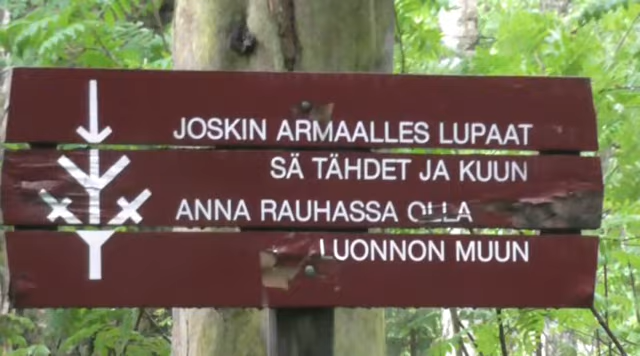 JOSKIN ARMAALLES LUPAAT
SÄ TÄHDET JA KUUN
ANNA RAUHASSA OLLA
LUONNON MUUN